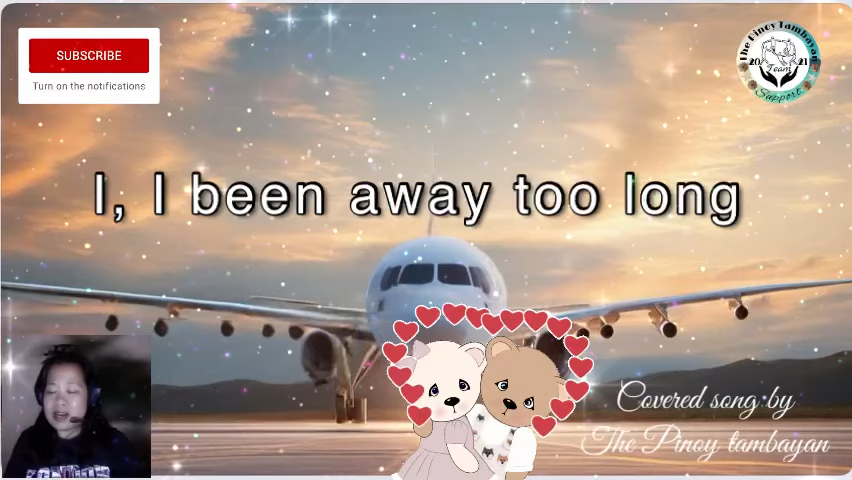 SUBSCRIBE
Turn on the notifications
The Pinoy Tambayan
20 21
Team
Support
I, I been away too long
Covered song by
The Pinoy tambayan